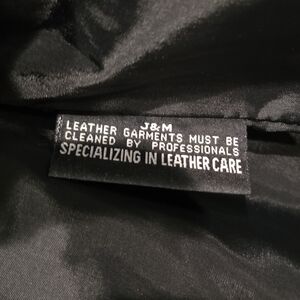 J&M
LEATHER GARMENTS MUST BE
CLEANED BY PROFESSIONALS
SPECIALIZING IN LEATHER CARE